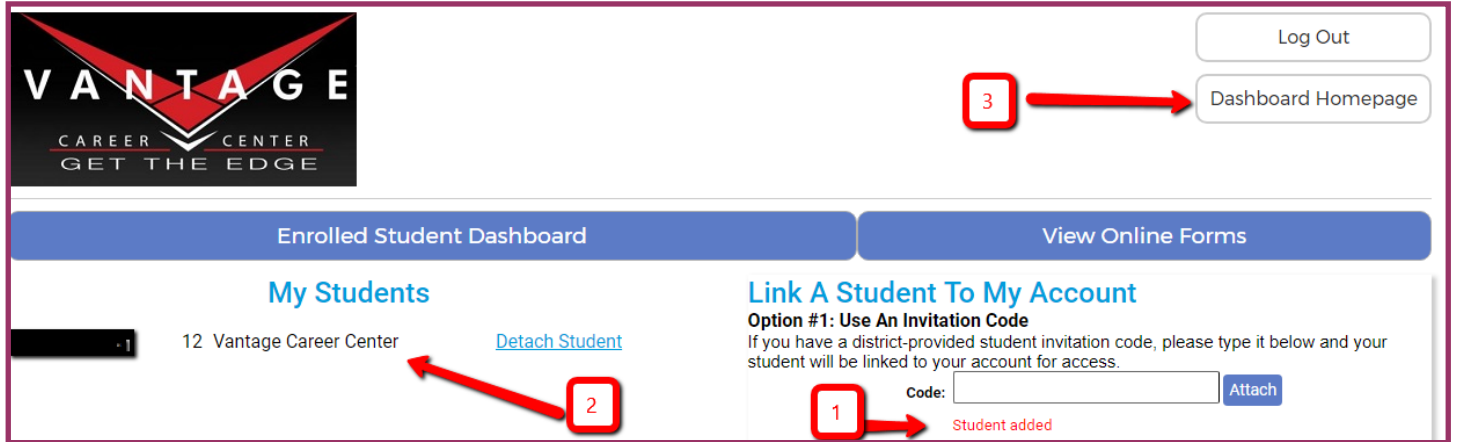 VANTAGE
CAREER CENTER
GET THE EDGE
Log Out
3
Dashboard Homepage
Enrolled Student Dashboard
View Online Forms
My Students
12 Vantage Career Center
Detach Student
2
Link A Student To My Account
Option #1: Use An Invitation Code
If you have a district-provided student invitation code, please type it below and your
student will be linked to your account for access.
Code:
Attach
1
Student added